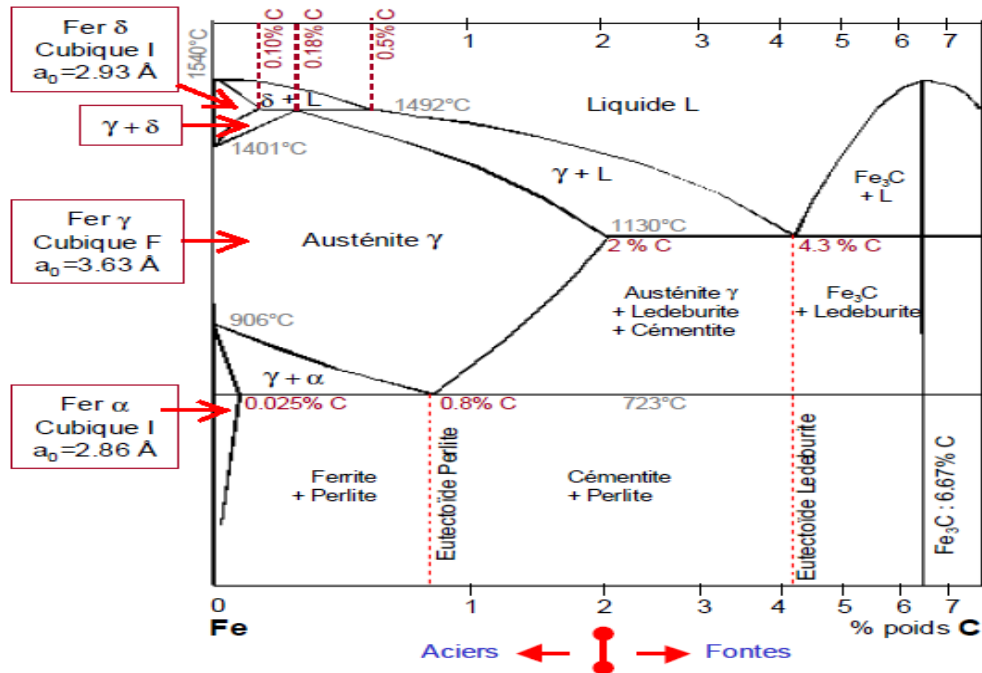 Fer δ
Cubique I
a₀=2.93 Å
γ + δ
Fer γ
Cubique F
a₀=3.63 Å
Fer α
Cubique I
a₀=2.86 Å
1540°C
0.10% C
0.18% C
0.5% C
1 2 3 4 5 6 7
δ + L
1492°C
Liquide L
1401°C
γ + L
Fe₃C
+ L
Austénite γ
1130°C
2 % C
4.3 % C
Austénite γ
+ Ledeburite
+ Cémentite
Fe₃C
+ Ledeburite
906°C
γ + α
0.025% C
0.8% C
723°C
Ferrite
+ Perlite
Eutectoïde Perlite
Cémentite
+ Perlite
Eutectoïde Ledeburite
Fe₃C : 6.67% C
0 1 2 3 4 5 6 7
Fe
% poids C
Aciers
Fontes